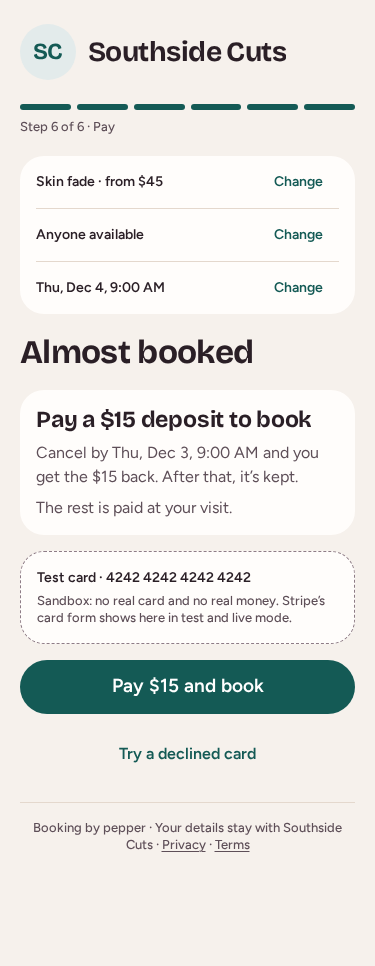 SC
Southside Cuts
Step 6 of 6 · Pay
Skin fade · from $45
Change
Anyone available
Change
Thu, Dec 4, 9:00 AM
Change
Almost booked
Pay a $15 deposit to book
Cancel by Thu, Dec 3, 9:00 AM and you
get the $15 back. After that, it’s kept.
The rest is paid at your visit.
Test card · 4242 4242 4242 4242
Sandbox: no real card and no real money. Stripe’s
card form shows here in test and live mode.
Pay $15 and book
Try a declined card
Booking by pepper · Your details stay with Southside
Cuts · Privacy · Terms